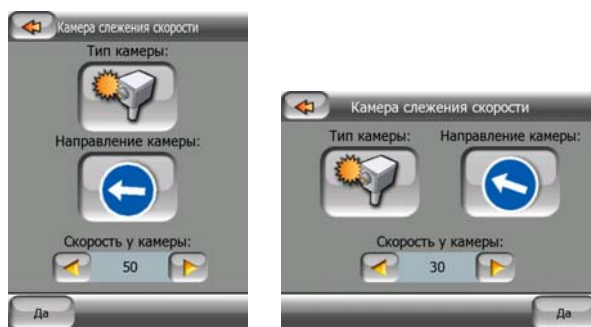 Камера слежения скорости
Тип камеры:
Направление камеры:
Скорость у камеры:
50
Да
Камера слежения скорости
Тип камеры: Направление камеры:
Скорость у камеры:
30
Да